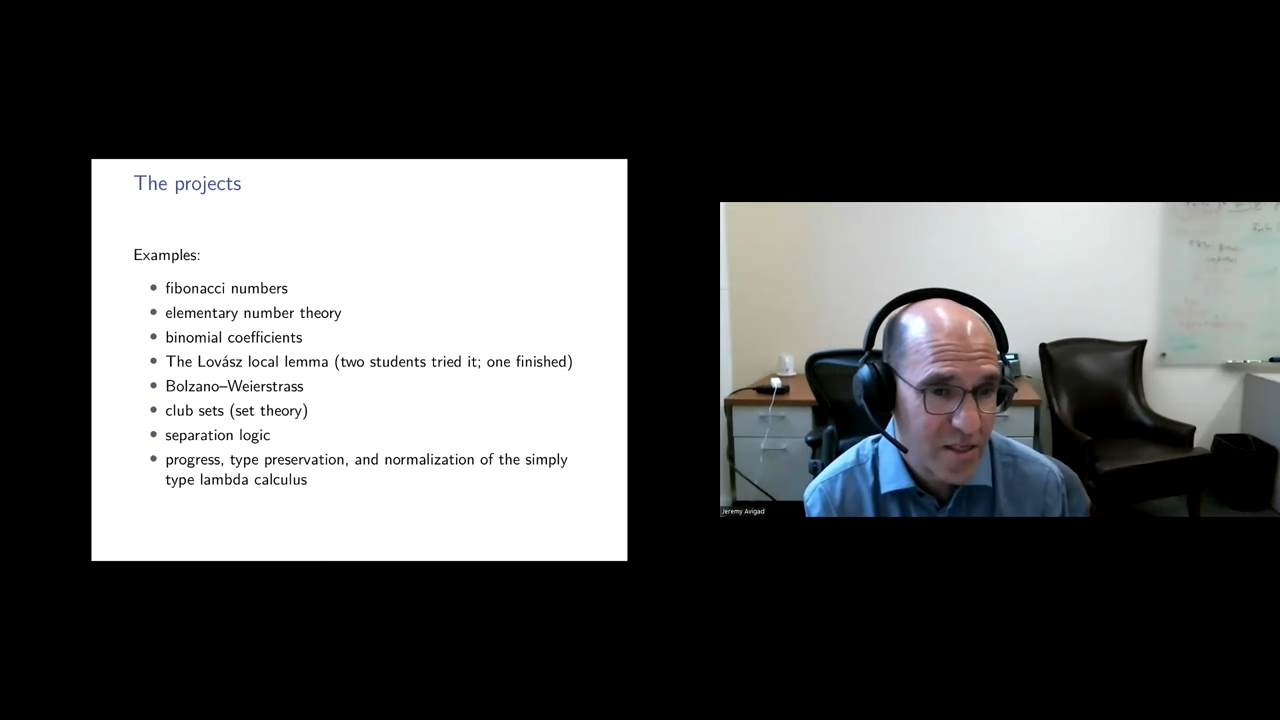 The projects
Examples:
• fibonacci numbers
• elementary number theory
• binomial coefficients
• The Lovász local lemma (two students tried it; one finished)
• Bolzano–Weierstrass
• club sets (set theory)
• separation logic
• progress, type preservation, and normalization of the simply
type lambda calculus
Jeremy Avigad